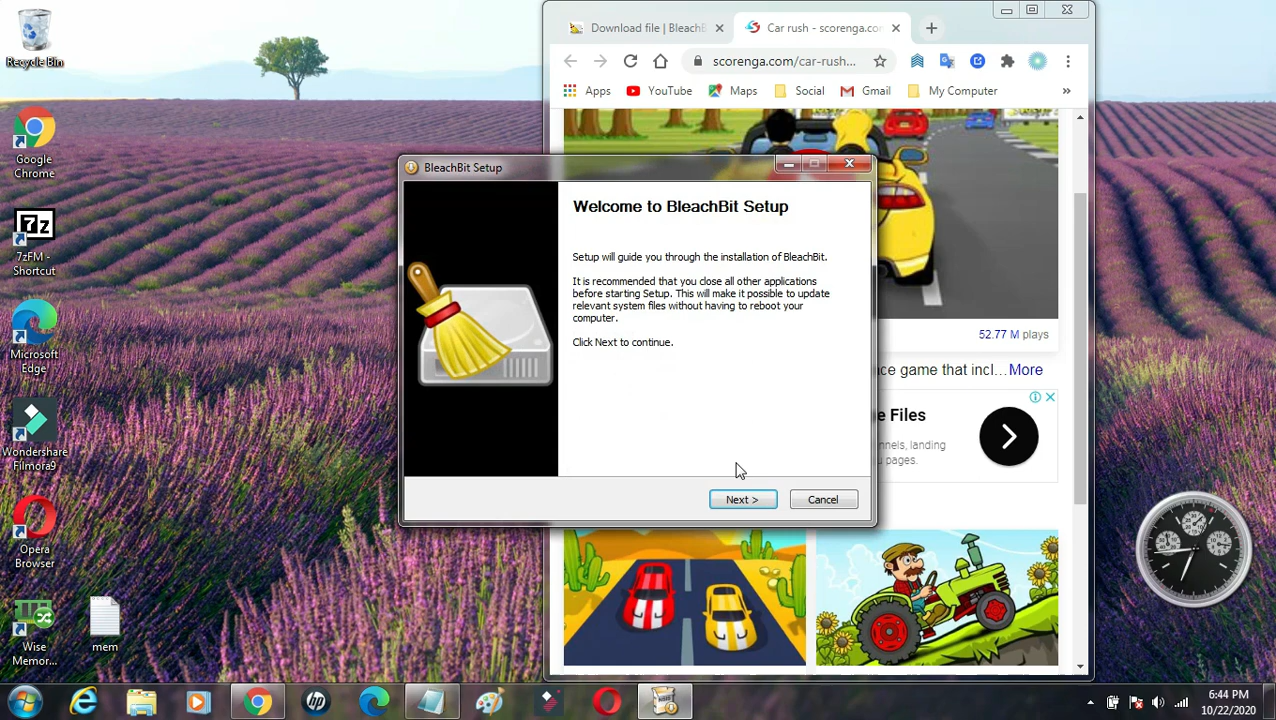 Recycle Bin
Google
Chrome
7z
7zFM -
Shortcut
Microsoft
Edge
Wondershare
Filmora9
Opera
Browser
Wise
Memor...
mem
Download file | BleachB
Car rush - scorenga.co
scorenga.com/car-rush...
Apps
YouTube
Maps
Social
Gmail
My Computer
»
BleachBit Setup
Welcome to BleachBit Setup
Setup will guide you through the installation of BleachBit.
It is recommended that you close all other applications
before starting Setup. This will make it possible to update
relevant system files without having to reboot your
computer.
Click Next to continue.
Next >
Cancel
52.77 M plays
ce game that incl...More
e Files
nnels, landing
u pages.
6:44 PM
10/22/2020